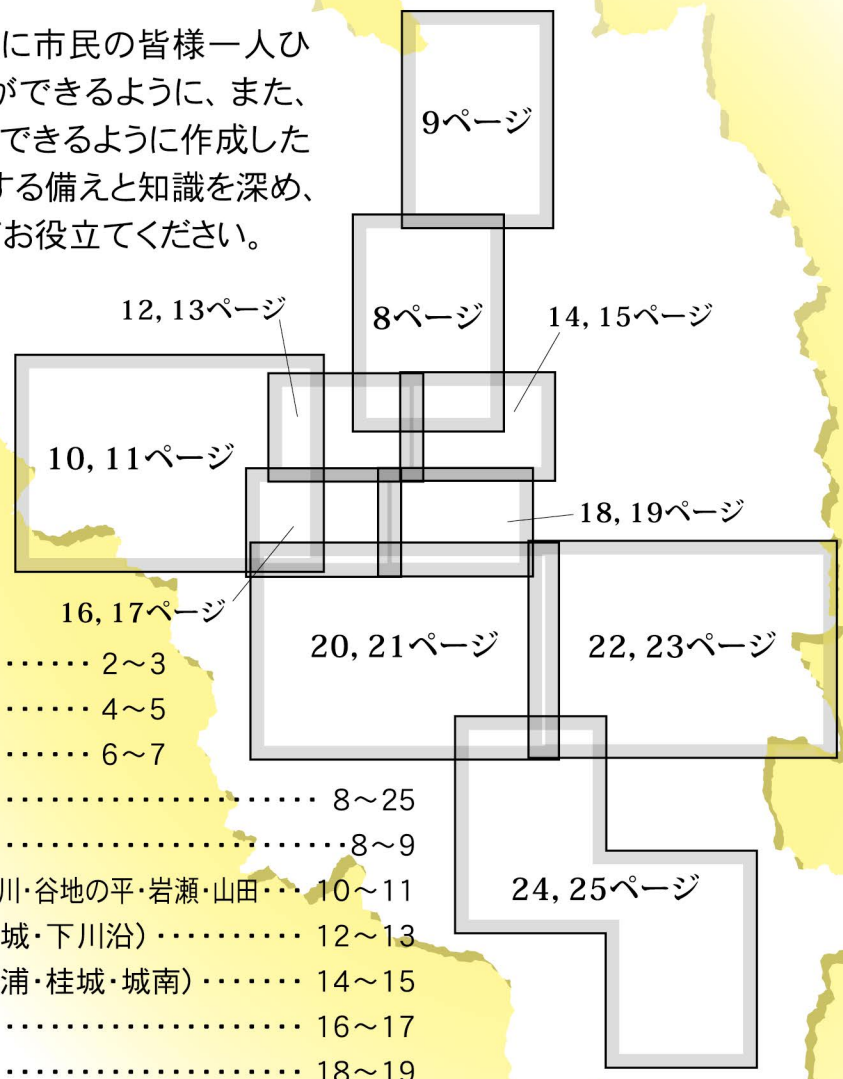 に市民の皆様一人ひ
ができるように、また、
できるように作成した
する備えと知識を深め、
お役立てください。
9ページ
12, 13ページ
8ページ
14, 15ページ
10, 11ページ
18, 19ページ
16, 17ページ
20, 21ページ
22, 23ページ
24, 25ページ
‥‥‥ 2～3
‥‥‥ 4～5
‥‥‥ 6～7
‥‥‥‥‥‥‥‥‥‥‥ 8～25
‥‥‥‥‥‥‥‥‥‥‥‥8～9
川・谷地の平・岩瀬・山田‥‥ 10～11
城・下川沿)‥‥‥‥‥ 12～13
浦・桂城・城南)‥‥‥‥ 14～15
‥‥‥‥‥‥‥‥‥‥ 16～17
‥‥‥‥‥‥‥‥‥‥ 18～19